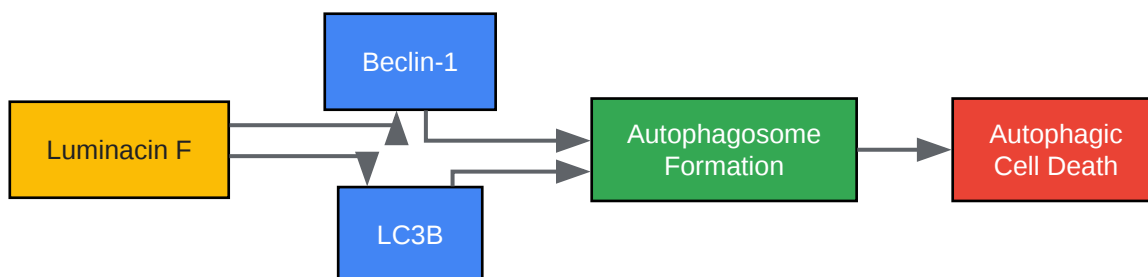 Beclin-1
Luminacin F
Autophagosome
Formation
Autophagic
Cell Death
LC3B